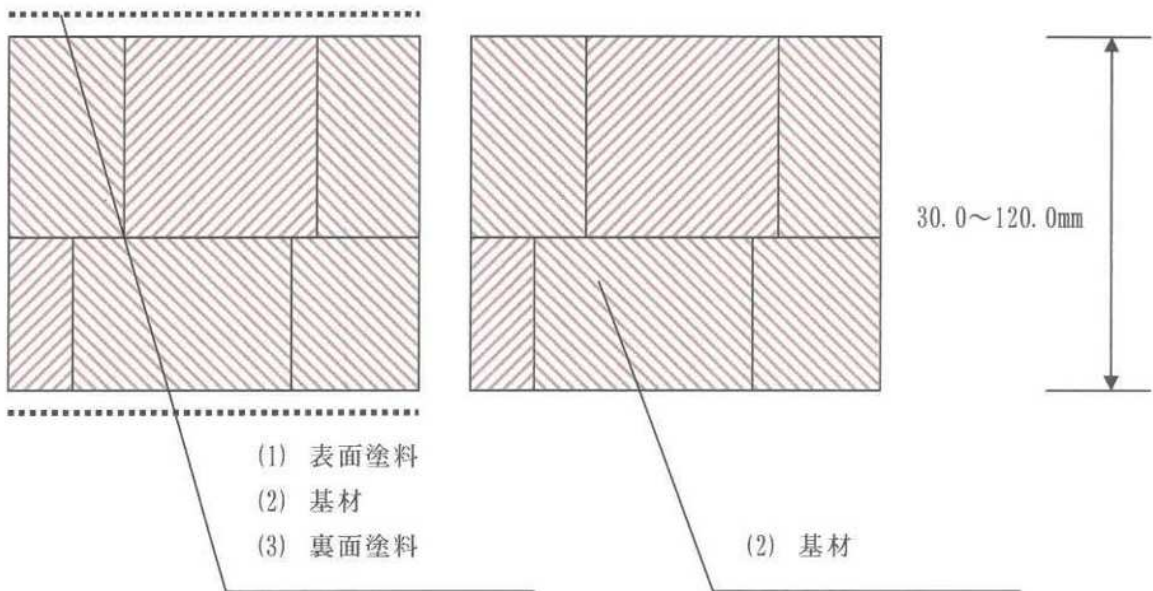 30.0～120.0mm
(1) 表面塗料
(2) 基材
(3) 裏面塗料
(2) 基材